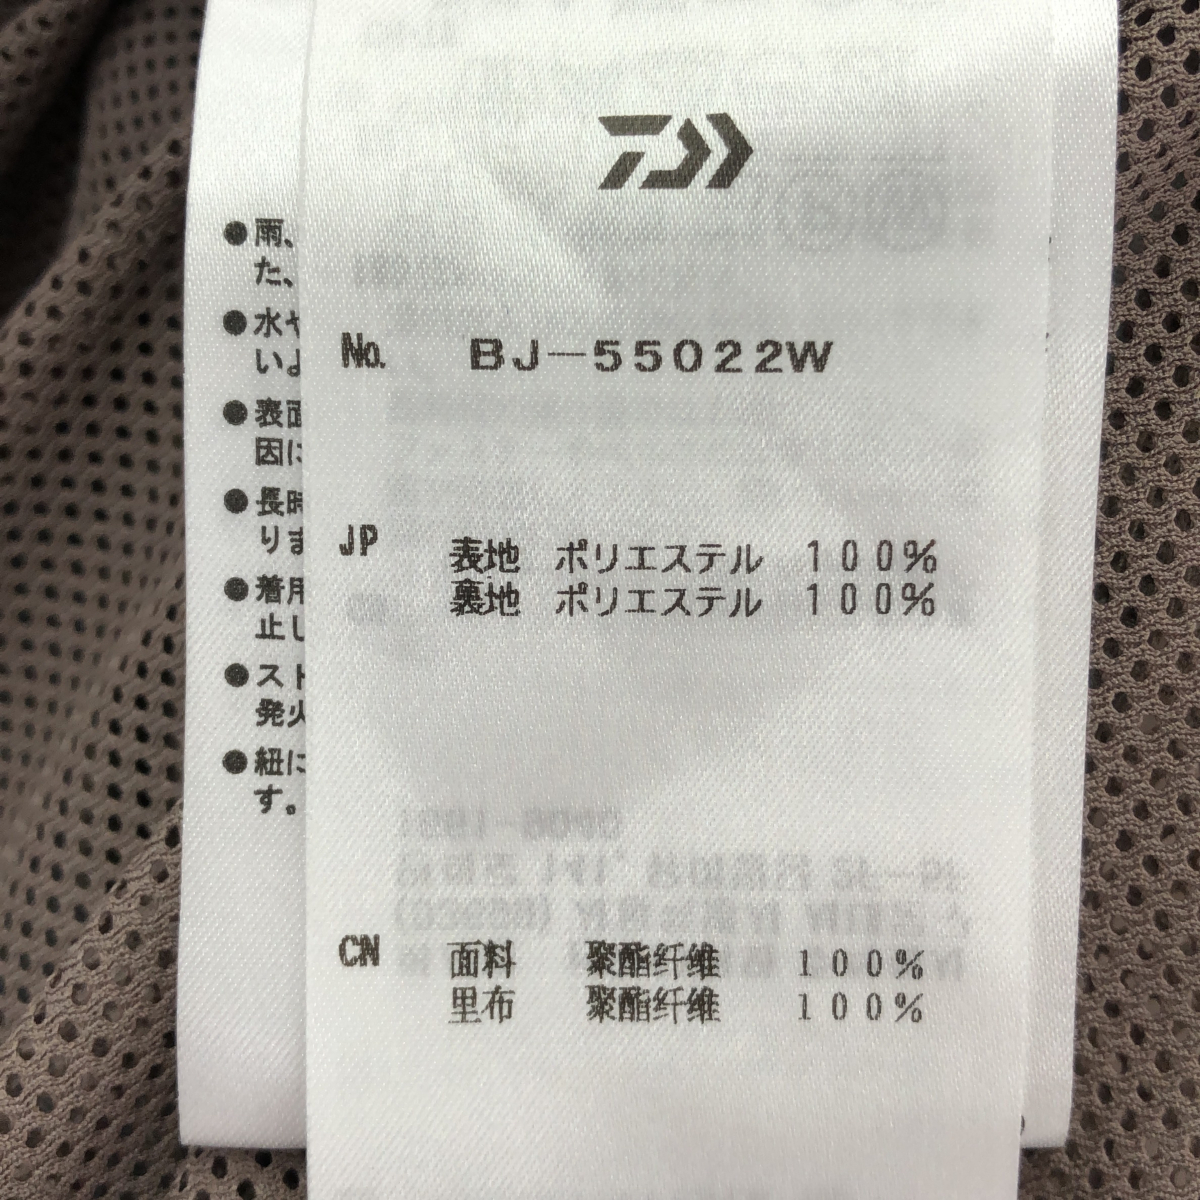 ● 雨、
た、
● 水や
いよ
● 表面
因に
● 長時
りま
● 着用
止し
● スト
発火
● 紐に
す。
No. BJ－55022W
JP 表地 ポリエステル 100%
裏地 ポリエステル 100%
CN 面料 聚酯纤维 100%
里布 聚酯纤维 100%